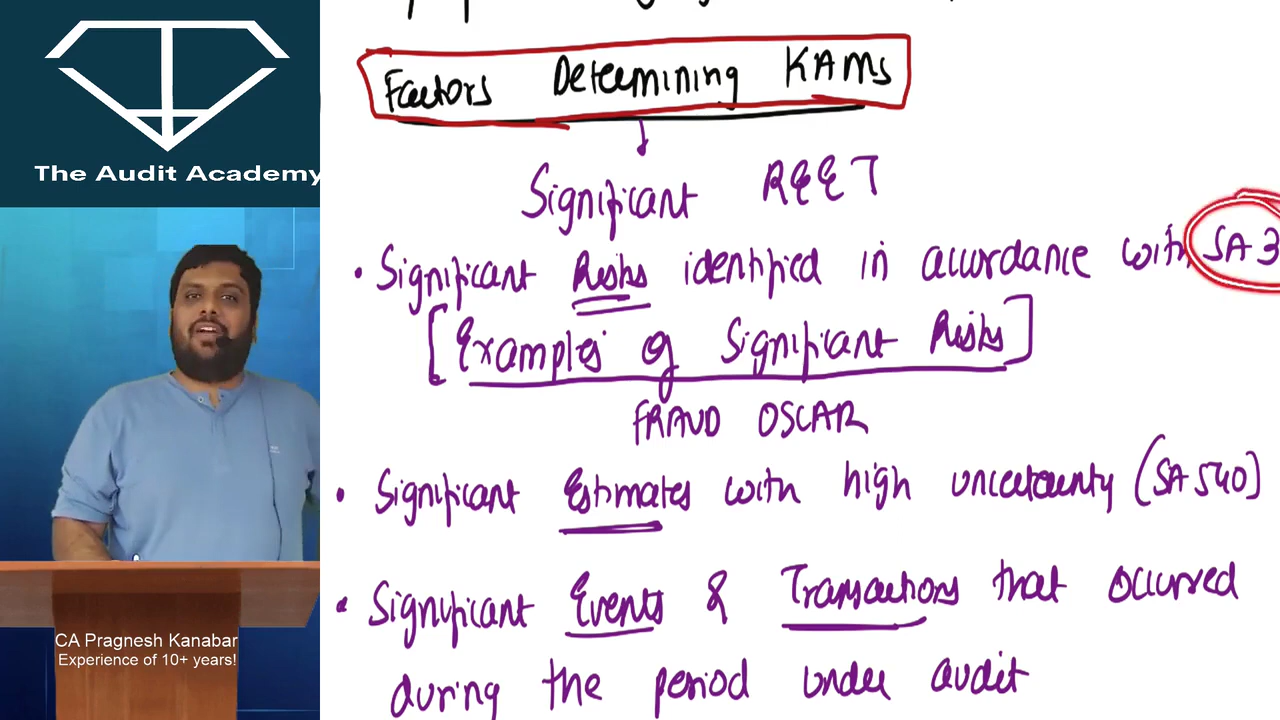 The Audit Academy
CA Pragnesh Kanabar
Experience of 10+ years!
Factors Determining KAMs
Significant REET
• Significant Risks identified in accordance with SA 3
[Examples of Significant Risks]
FRAUD OSCAR
• Significant Estimates with high uncertainty (SA 540)
• Significant Events & Transactions that occurred
during the period under audit